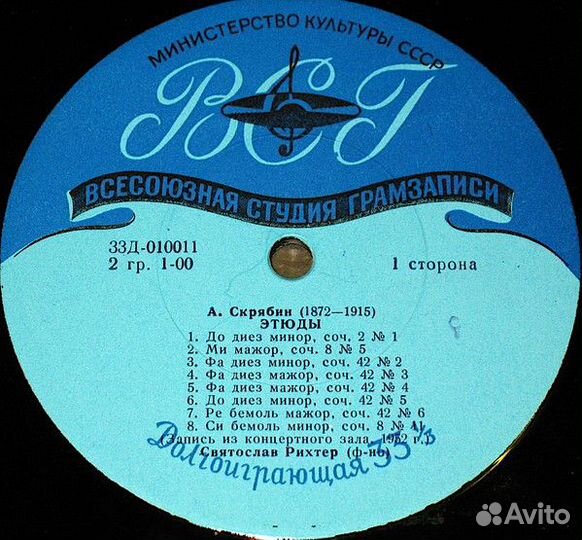 МИНИСТЕРСТВО КУЛЬТУРЫ СССР
ВСГ
ВСЕСОЮЗНАЯ СТУДИЯ ГРАМЗАПИСИ
33Д-010011
2 гр. 1-00
1 сторона
А. Скрябин (1872—1915)
ЭТЮДЫ
1. До диез минор, соч. 2 № 1
2. Ми мажор, соч. 8 № 5
3. Фа диез минор, соч. 42 № 2
4. Фа диез мажор, соч. 42 № 3
5. Фа диез мажор, соч. 42 № 4
6. До диез минор, соч. 42 № 5
7. Ре бемоль мажор, соч. 42 № 6
8. Си бемоль минор, соч. 8 № 11
(Запись из концертного зала, 1952 г.)
Святослав Рихтер (ф-но)
Долгоиграющая 33⅓
Avito